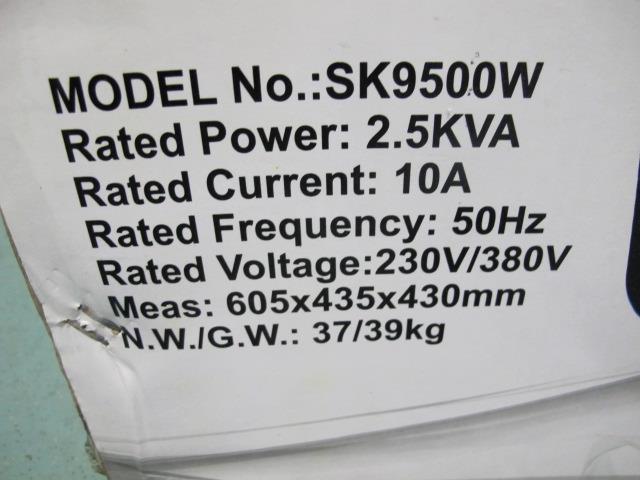 MODEL No.:SK9500W
Rated Power: 2.5KVA
Rated Current: 10A
Rated Frequency: 50Hz
Rated Voltage:230V/380V
Meas: 605x435x430mm
N.W./G.W.: 37/39kg